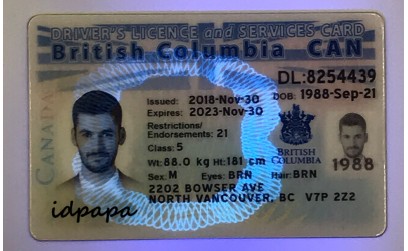 DRIVER'S LICENCE and SERVICES CARD
British Columbia CAN
CANADA
DL:8254439
Issued: 2018-Nov-30
DOB: 1988-Sep-21
Expires: 2023-Nov-30
Restrictions/
Endorsements: 21
Class: 5
BRITISH
COLUMBIA
Wt: 88.0 kg Ht: 181 cm
1988
Sex: M Eyes: BRN Hair: BRN
2202 BOWSER AVE
NORTH VANCOUVER, BC V7P 2Z2
idpapa